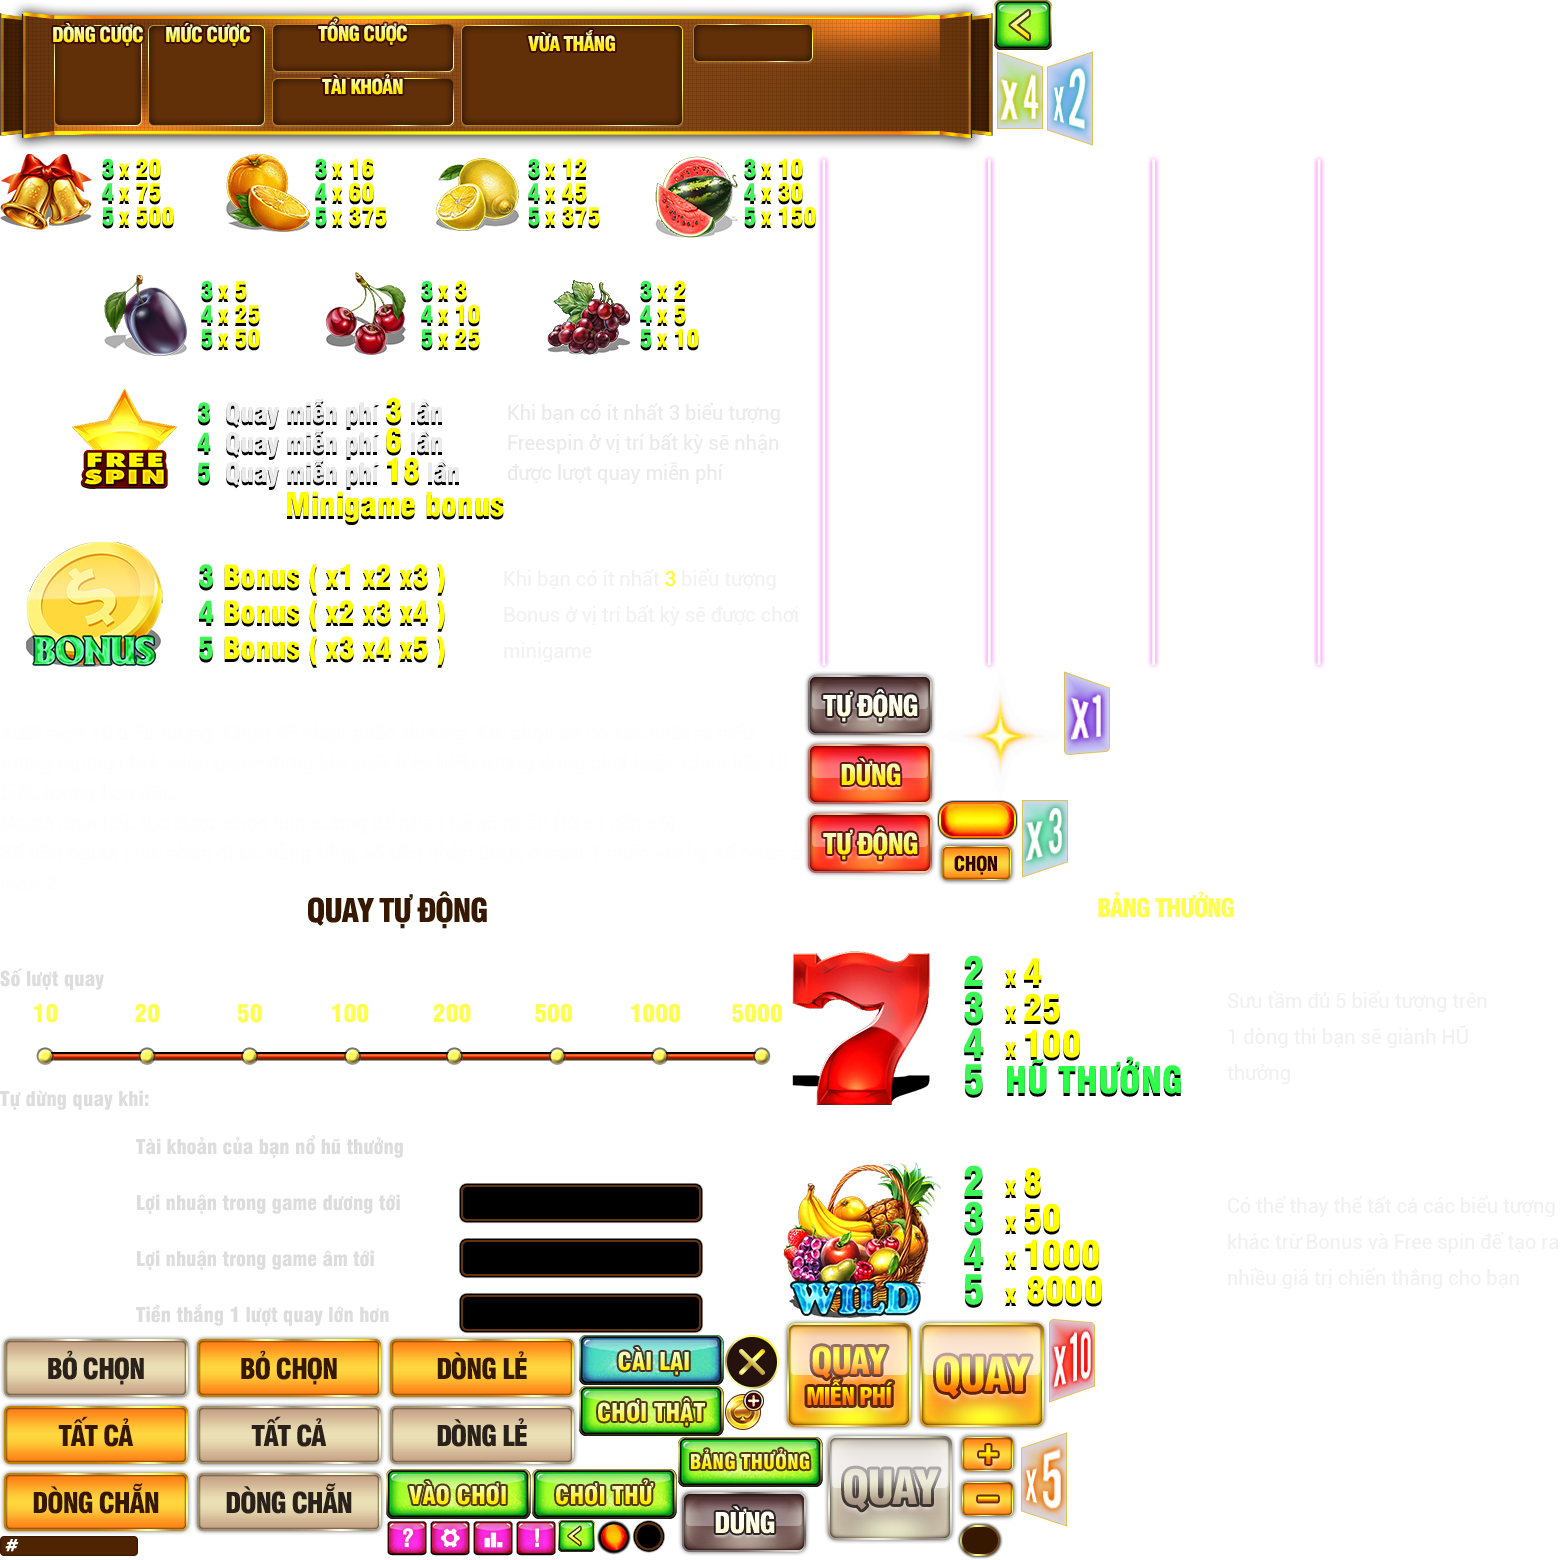 DÒNG CƯỢC
MỨC CƯỢC
TỔNG CƯỢC
TÀI KHOẢN
VỪA THẮNG
<
x4
x2
3 x 20
4 x 75
5 x 500
3 x 16
4 x 60
5 x 375
3 x 12
4 x 45
5 x 375
3 x 10
4 x 30
5 x 150
3 x 5
4 x 25
5 x 50
3 x 3
4 x 10
5 x 25
3 x 2
4 x 5
5 x 10
FREE
SPIN
3 Quay miễn phí 3 lần
4 Quay miễn phí 6 lần
5 Quay miễn phí 18 lần
Khi bạn có ít nhất 3 biểu tượng
Freespin ở vị trí bất kỳ sẽ nhận
được lượt quay miễn phí
Minigame bonus
$
BONUS
3 Bonus ( x1 x2 x3 )
4 Bonus ( x2 x3 x4 )
5 Bonus ( x3 x4 x5 )
Khi bạn có ít nhất 3 biểu tượng
Bonus ở vị trí bất kỳ sẽ được chơi
minigame
TỰ ĐỘNG
DỪNG
TỰ ĐỘNG
CHỌN
x1
x3
QUAY TỰ ĐỘNG
Số lượt quay
10 20 50 100 200 500 1000 5000
Tự dừng quay khi:
Tài khoản của bạn nổ hũ thưởng
Lợi nhuận trong game dương tới
Lợi nhuận trong game âm tới
Tiền thắng 1 lượt quay lớn hơn
BẢNG THƯỞNG
7
2 x 4
3 x 25
4 x 100
5 HŨ THƯỞNG
Sưu tầm đủ 5 biểu tượng trên
1 dòng thì bạn sẽ giành HŨ
thưởng
WILD
2 x 8
3 x 50
4 x 1000
5 x 8000
Có thể thay thế tất cả các biểu tượng
khác trừ Bonus và Free spin để tạo ra
nhiều giá trị chiến thắng cho bạn
BỎ CHỌN
BỎ CHỌN
DÒNG LẺ
CÀI LẠI
QUAY
MIỄN PHÍ
QUAY
x10
TẤT CẢ
TẤT CẢ
DÒNG LẺ
CHƠI THẬT
DÒNG CHẴN
DÒNG CHẴN
VÀO CHƠI
CHƠI THỬ
BẢNG THƯỞNG
DỪNG
QUAY
+
−
x5
#
?
!
<